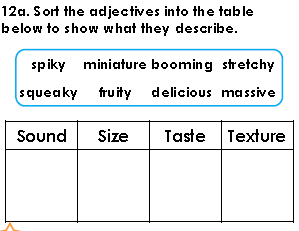 12a. Sort the adjectives into the table
below to show what they describe.
spiky miniature booming stretchy
squeaky fruity delicious massive
Sound Size Taste Texture